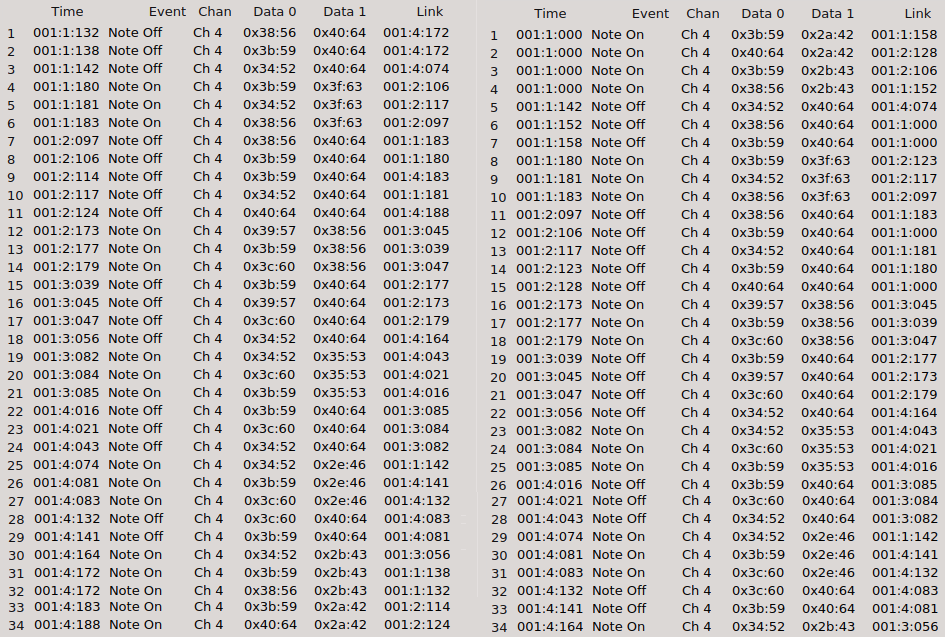 Time Event Chan Data 0 Data 1 Link
1 001:1:132 Note Off Ch 4 0x38:56 0x40:64 001:4:172
2 001:1:138 Note Off Ch 4 0x3b:59 0x40:64 001:4:172
3 001:1:142 Note Off Ch 4 0x34:52 0x40:64 001:4:074
4 001:1:180 Note On Ch 4 0x3b:59 0x3f:63 001:2:106
5 001:1:181 Note On Ch 4 0x34:52 0x3f:63 001:2:117
6 001:1:183 Note On Ch 4 0x38:56 0x3f:63 001:2:097
7 001:2:097 Note Off Ch 4 0x38:56 0x40:64 001:1:183
8 001:2:106 Note Off Ch 4 0x3b:59 0x40:64 001:1:180
9 001:2:114 Note Off Ch 4 0x3b:59 0x40:64 001:4:183
10 001:2:117 Note Off Ch 4 0x34:52 0x40:64 001:1:181
11 001:2:124 Note Off Ch 4 0x40:64 0x40:64 001:4:188
12 001:2:173 Note On Ch 4 0x39:57 0x38:56 001:3:045
13 001:2:177 Note On Ch 4 0x3b:59 0x38:56 001:3:039
14 001:2:179 Note On Ch 4 0x3c:60 0x38:56 001:3:047
15 001:3:039 Note Off Ch 4 0x3b:59 0x40:64 001:2:177
16 001:3:045 Note Off Ch 4 0x39:57 0x40:64 001:2:173
17 001:3:047 Note Off Ch 4 0x3c:60 0x40:64 001:2:179
18 001:3:056 Note Off Ch 4 0x34:52 0x40:64 001:4:164
19 001:3:082 Note On Ch 4 0x34:52 0x35:53 001:4:043
20 001:3:084 Note On Ch 4 0x3c:60 0x35:53 001:4:021
21 001:3:085 Note On Ch 4 0x3b:59 0x35:53 001:4:016
22 001:4:016 Note Off Ch 4 0x3b:59 0x40:64 001:3:085
23 001:4:021 Note Off Ch 4 0x3c:60 0x40:64 001:3:084
24 001:4:043 Note Off Ch 4 0x34:52 0x40:64 001:3:082
25 001:4:074 Note On Ch 4 0x34:52 0x2e:46 001:1:142
26 001:4:081 Note On Ch 4 0x3b:59 0x2e:46 001:4:141
27 001:4:083 Note On Ch 4 0x3c:60 0x2e:46 001:4:132
28 001:4:132 Note Off Ch 4 0x3c:60 0x40:64 001:4:083
29 001:4:141 Note Off Ch 4 0x3b:59 0x40:64 001:4:081
30 001:4:164 Note On Ch 4 0x34:52 0x2b:43 001:3:056
31 001:4:172 Note On Ch 4 0x3b:59 0x2b:43 001:1:138
32 001:4:172 Note On Ch 4 0x38:56 0x2b:43 001:1:132
33 001:4:183 Note On Ch 4 0x3b:59 0x2a:42 001:2:114
34 001:4:188 Note On Ch 4 0x40:64 0x2a:42 001:2:124
Time Event Chan Data 0 Data 1 Link
1 001:1:000 Note On Ch 4 0x3b:59 0x2a:42 001:1:158
2 001:1:000 Note On Ch 4 0x40:64 0x2a:42 001:2:128
3 001:1:000 Note On Ch 4 0x3b:59 0x2b:43 001:2:106
4 001:1:000 Note On Ch 4 0x38:56 0x2b:43 001:1:152
5 001:1:142 Note Off Ch 4 0x34:52 0x40:64 001:4:074
6 001:1:152 Note Off Ch 4 0x38:56 0x40:64 001:1:000
7 001:1:158 Note Off Ch 4 0x3b:59 0x40:64 001:1:000
8 001:1:180 Note On Ch 4 0x3b:59 0x3f:63 001:2:123
9 001:1:181 Note On Ch 4 0x34:52 0x3f:63 001:2:117
10 001:1:183 Note On Ch 4 0x38:56 0x3f:63 001:2:097
11 001:2:097 Note Off Ch 4 0x38:56 0x40:64 001:1:183
12 001:2:106 Note Off Ch 4 0x3b:59 0x40:64 001:1:000
13 001:2:117 Note Off Ch 4 0x34:52 0x40:64 001:1:181
14 001:2:123 Note Off Ch 4 0x3b:59 0x40:64 001:1:180
15 001:2:128 Note Off Ch 4 0x40:64 0x40:64 001:1:000
16 001:2:173 Note On Ch 4 0x39:57 0x38:56 001:3:045
17 001:2:177 Note On Ch 4 0x3b:59 0x38:56 001:3:039
18 001:2:179 Note On Ch 4 0x3c:60 0x38:56 001:3:047
19 001:3:039 Note Off Ch 4 0x3b:59 0x40:64 001:2:177
20 001:3:045 Note Off Ch 4 0x39:57 0x40:64 001:2:173
21 001:3:047 Note Off Ch 4 0x3c:60 0x40:64 001:2:179
22 001:3:056 Note Off Ch 4 0x34:52 0x40:64 001:4:164
23 001:3:082 Note On Ch 4 0x34:52 0x35:53 001:4:043
24 001:3:084 Note On Ch 4 0x3c:60 0x35:53 001:4:021
25 001:3:085 Note On Ch 4 0x3b:59 0x35:53 001:4:016
26 001:4:016 Note Off Ch 4 0x3b:59 0x40:64 001:3:085
27 001:4:021 Note Off Ch 4 0x3c:60 0x40:64 001:3:084
28 001:4:043 Note Off Ch 4 0x34:52 0x40:64 001:3:082
29 001:4:074 Note On Ch 4 0x34:52 0x2e:46 001:1:142
30 001:4:081 Note On Ch 4 0x3b:59 0x2e:46 001:4:141
31 001:4:083 Note On Ch 4 0x3c:60 0x2e:46 001:4:132
32 001:4:132 Note Off Ch 4 0x3c:60 0x40:64 001:4:083
33 001:4:141 Note Off Ch 4 0x3b:59 0x40:64 001:4:081
34 001:4:164 Note On Ch 4 0x34:52 0x2b:43 001:3:056